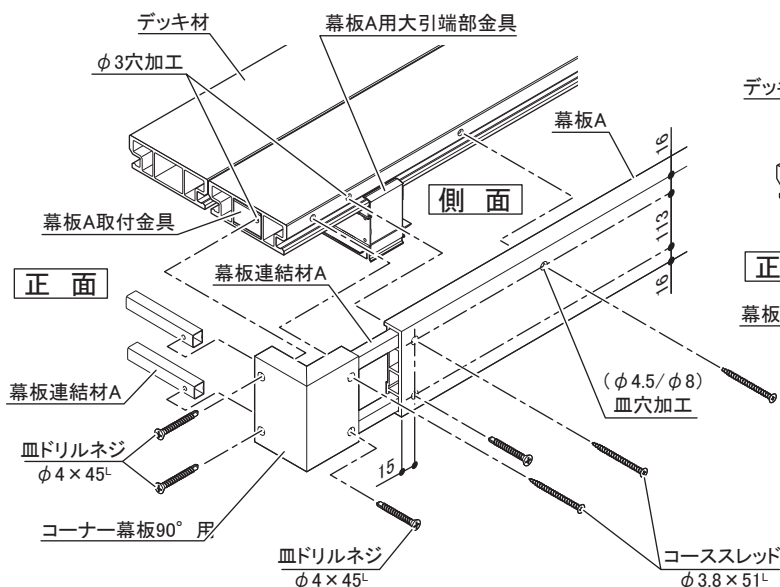 デッキ材
幕板A用大引端部金具
φ3穴加工
デッキ
幕板A
16
側 面
幕板A取付金具
113
正 面
幕板連結材A
正
16
幕板
(φ4.5/φ8)
皿穴加工
幕板連結材A
皿ドリルネジ
φ4×45L
15
コーナー幕板90° 用
皿ドリルネジ
φ4×45L
コーススレッド
φ3.8×51L